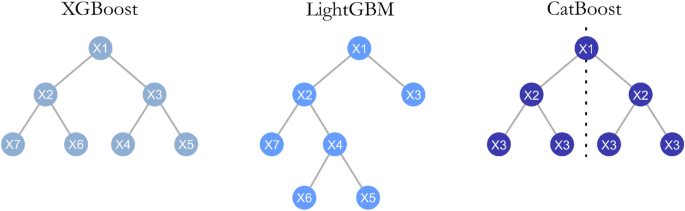 XGBoost LightGBM CatBoost
X1 X1 X1
X2 X3 X2 X3 X2 X2
X7 X6 X4 X5 X7 X4 X3 X3 X3 X3
X6 X5